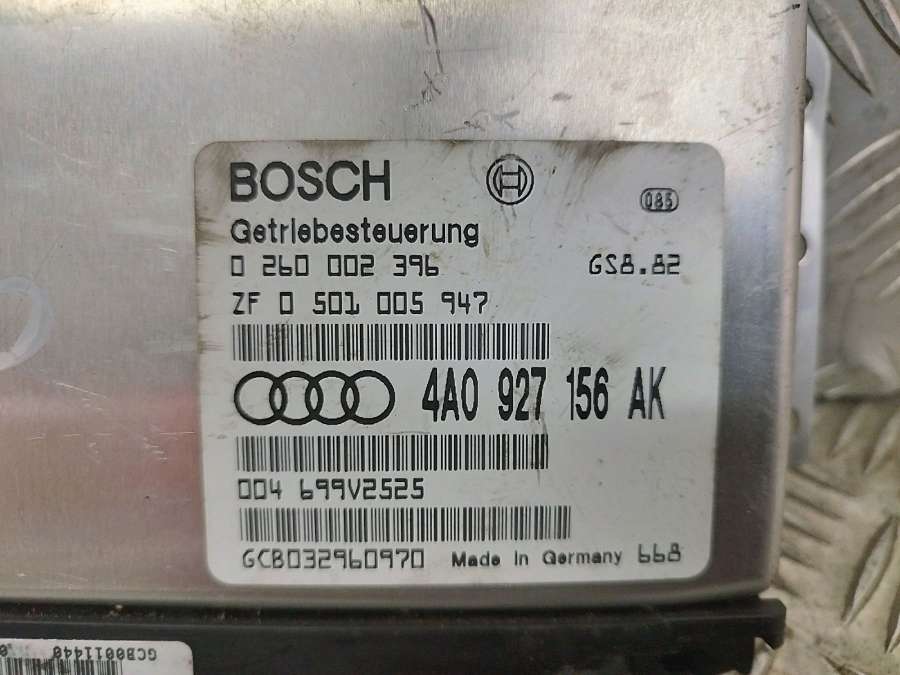 BOSCH
085
Getriebesteuerung
0 260 002 396 GS8.82
ZF 0 501 005 947
4A0 927 156 AK
004 699V2525
GCB032960970 Made in Germany 668
GCB0011440